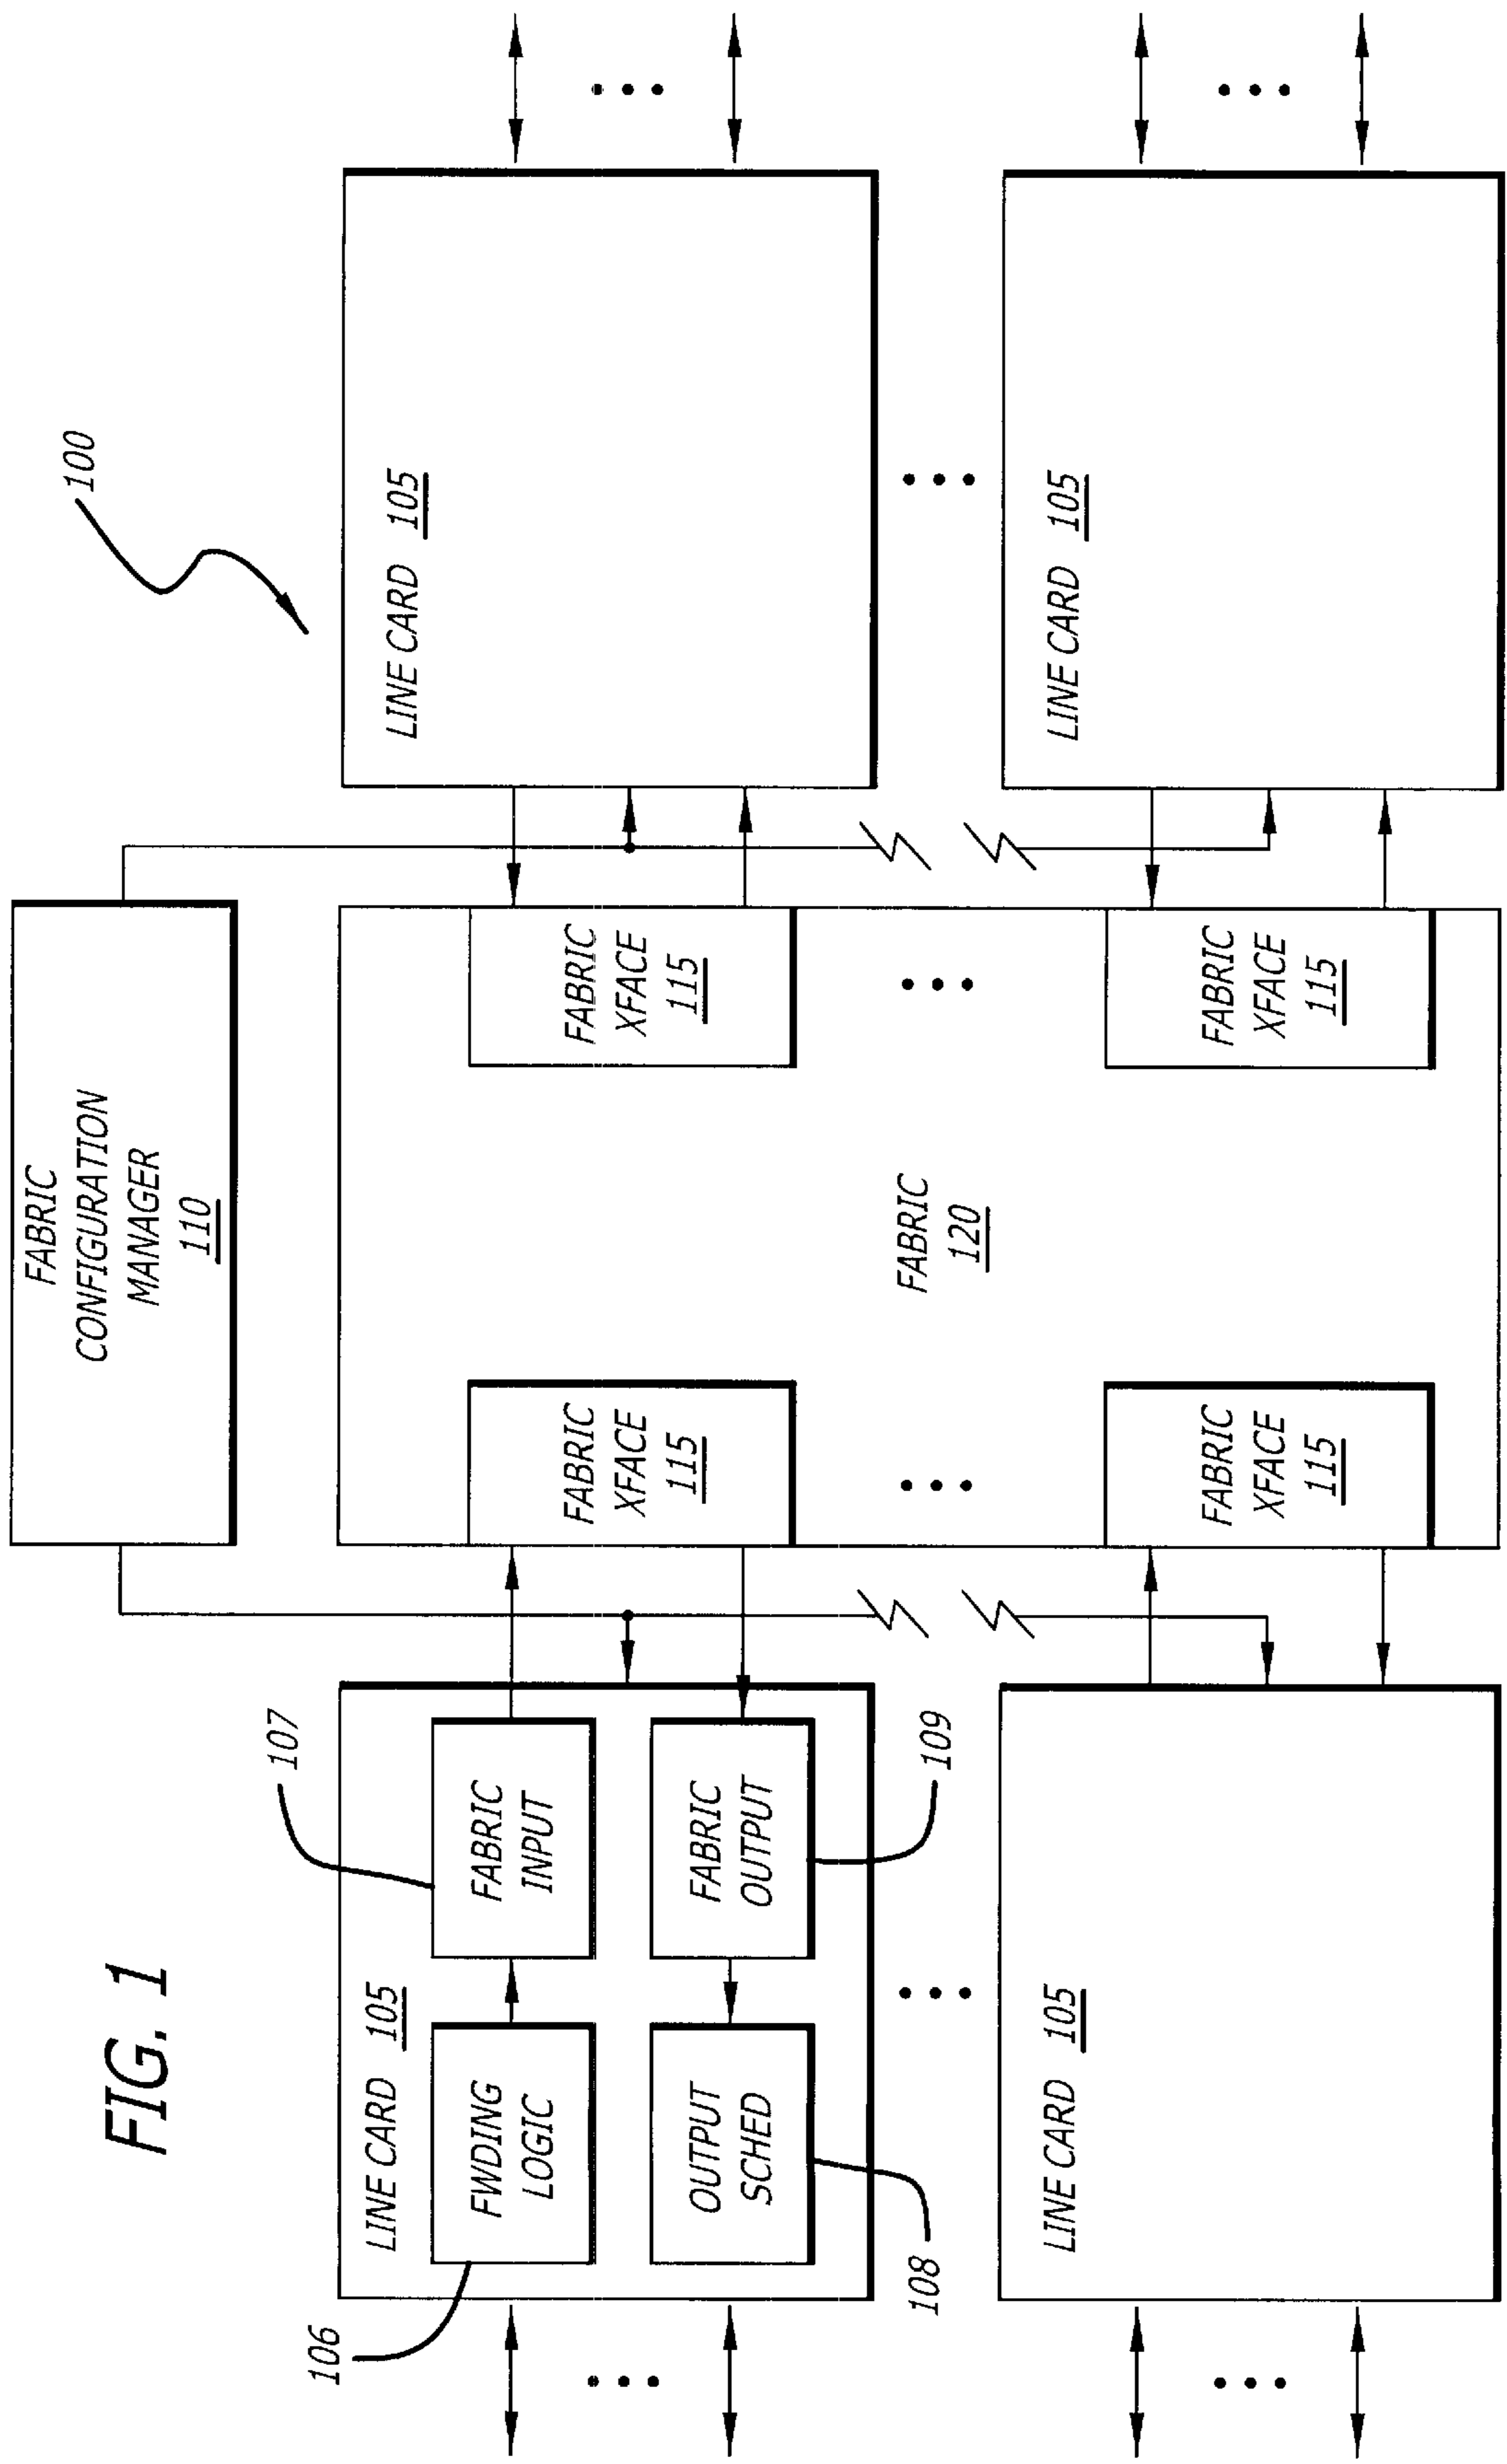 FIG. 1
100
FABRIC
CONFIGURATION
MANAGER
110
LINE CARD 105
106
FWDING
LOGIC
107
FABRIC
INPUT
OUTPUT
SCHED
108
FABRIC
OUTPUT
109
FABRIC
XFACE
115
FABRIC
XFACE
115
LINE CARD 105
FABRIC
120
LINE CARD 105
FABRIC
XFACE
115
FABRIC
XFACE
115
LINE CARD 105